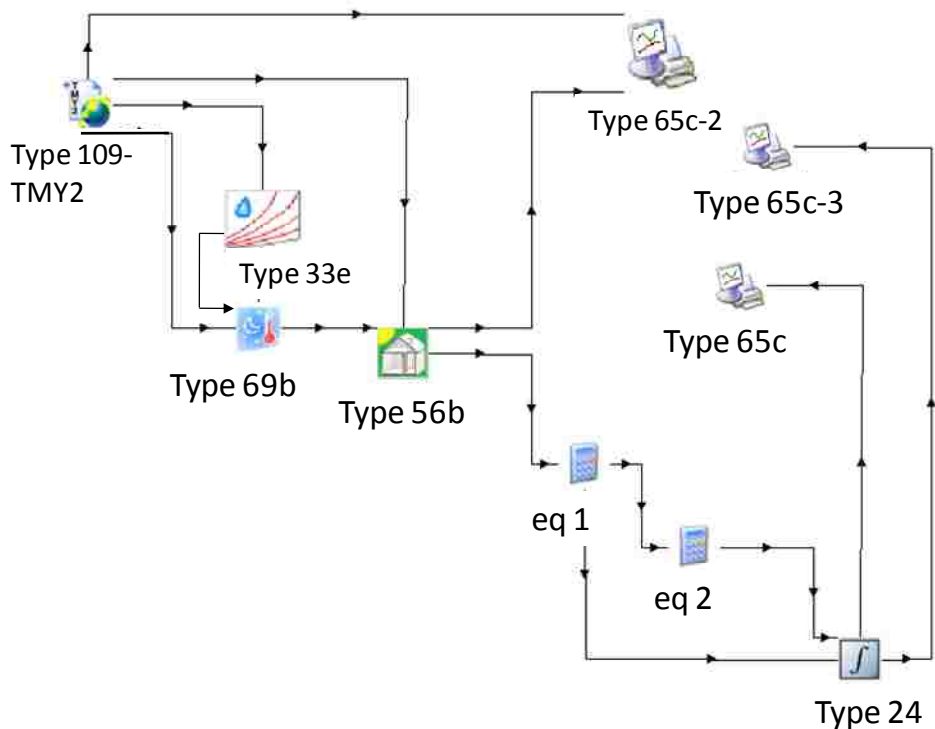 Type 65c-2
Type 109-
TMY2
Type 65c-3
Type 33e
Type 65c
Type 69b
Type 56b
eq 1
eq 2
∫
Type 24